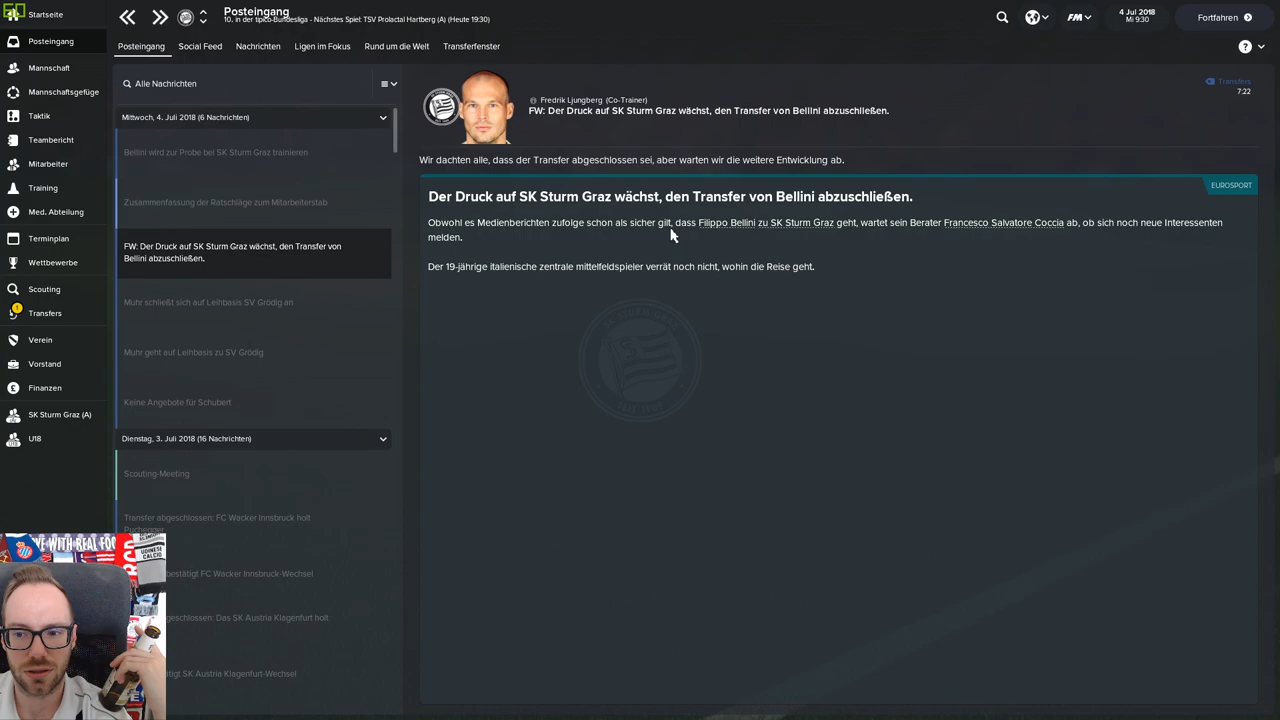 Startseite
Posteingang
Mannschaft
Mannschaftsgefüge
Taktik
Teambericht
Mitarbeiter
Training
Med. Abteilung
Terminplan
Wettbewerbe
Scouting
1
Transfers
Verein
Vorstand
Finanzen
SK Sturm Graz (A)
U18
Posteingang
10. in der tipico-Bundesliga - Nächstes Spiel: TSV Prolactal Hartberg (A) (Heute 19:30)
FM
4 Jul 2018
Mi 9:30
Fortfahren
Posteingang Social Feed Nachrichten Ligen im Fokus Rund um die Welt Transferfenster
?
Alle Nachrichten
Mittwoch, 4. Juli 2018 (6 Nachrichten)
Bellini wird zur Probe bei SK Sturm Graz trainieren
Zusammenfassung der Ratschläge zum Mitarbeiterstab
FW: Der Druck auf SK Sturm Graz wächst, den Transfer von
Bellini abzuschließen.
Muhr schließt sich auf Leihbasis SV Grödig an
Muhr geht auf Leihbasis zu SV Grödig
Keine Angebote für Schubert
Dienstag, 3. Juli 2018 (16 Nachrichten)
Scouting-Meeting
Transfer abgeschlossen: FC Wacker Innsbruck holt
Puchegger
bestätigt FC Wacker Innsbruck-Wechsel
geschlossen: Das SK Austria Klagenfurt holt
tigt SK Austria Klagenfurt-Wechsel
Fredrik Ljungberg (Co-Trainer)
FW: Der Druck auf SK Sturm Graz wächst, den Transfer von Bellini abzuschließen.
Transfers
7:22
Wir dachten alle, dass der Transfer abgeschlossen sei, aber warten wir die weitere Entwicklung ab.
EUROSPORT
Der Druck auf SK Sturm Graz wächst, den Transfer von Bellini abzuschließen.
Obwohl es Medienberichten zufolge schon als sicher gilt, dass Filippo Bellini zu SK Sturm Graz geht, wartet sein Berater Francesco Salvatore Coccia ab, ob sich noch neue Interessenten
melden.
Der 19-jährige italienische zentrale mittelfeldspieler verrät noch nicht, wohin die Reise geht.
UDINESE
CALCIO